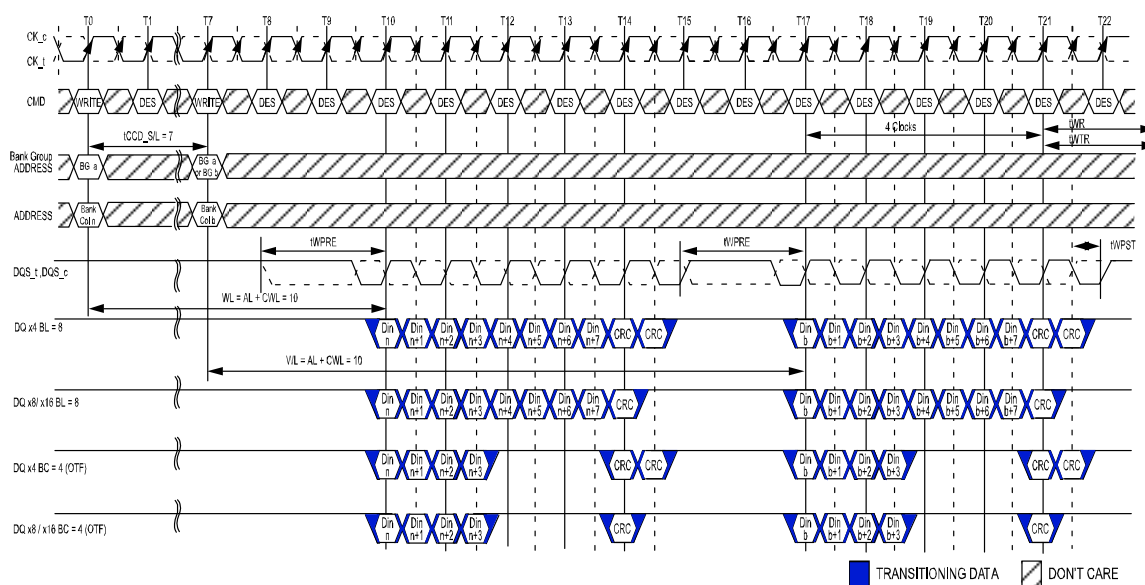 T0 T1 T7 T8 T9 T10 T11 T12 T13 T14 T15 T16 T17 T18 T19 T20 T21 T22
CK_c
CK_t
CMD WRITE DES WRITE DES DES DES DES DES DES DES DES DES DES DES DES DES DES DES
tCCD_S/L = 7 4 Clocks tWR
tWTR
Bank Group
ADDRESS
BG a BG a
or BG b
ADDRESS
Bank
Col n
Bank
Col b
tWPRE tWPRE tWPST
DQS_t ,DQS_c
WL = AL + CWL = 10
DQ x4 BL = 8
Din n Din n+1 Din n+2 Din n+3 Din n+4 Din n+5 Din n+6 Din n+7 CRC CRC Din b Din b+1 Din b+2 Din b+3 Din b+4 Din b+5 Din b+6 Din b+7 CRC CRC
WL = AL + CWL = 10
DQ x8/ x16 BL = 8
Din n Din n+1 Din n+2 Din n+3 Din n+4 Din n+5 Din n+6 Din n+7 CRC Din b Din b+1 Din b+2 Din b+3 Din b+4 Din b+5 Din b+6 Din b+7 CRC
DQ x4 BC = 4 (OTF)
Din n Din n+1 Din n+2 Din n+3 CRC CRC Din b Din b+1 Din b+2 Din b+3 CRC CRC
DQ x8 / x16 BC = 4 (OTF)
Din n Din n+1 Din n+2 Din n+3 CRC Din b Din b+1 Din b+2 Din b+3 CRC
TRANSITIONING DATA DON'T CARE